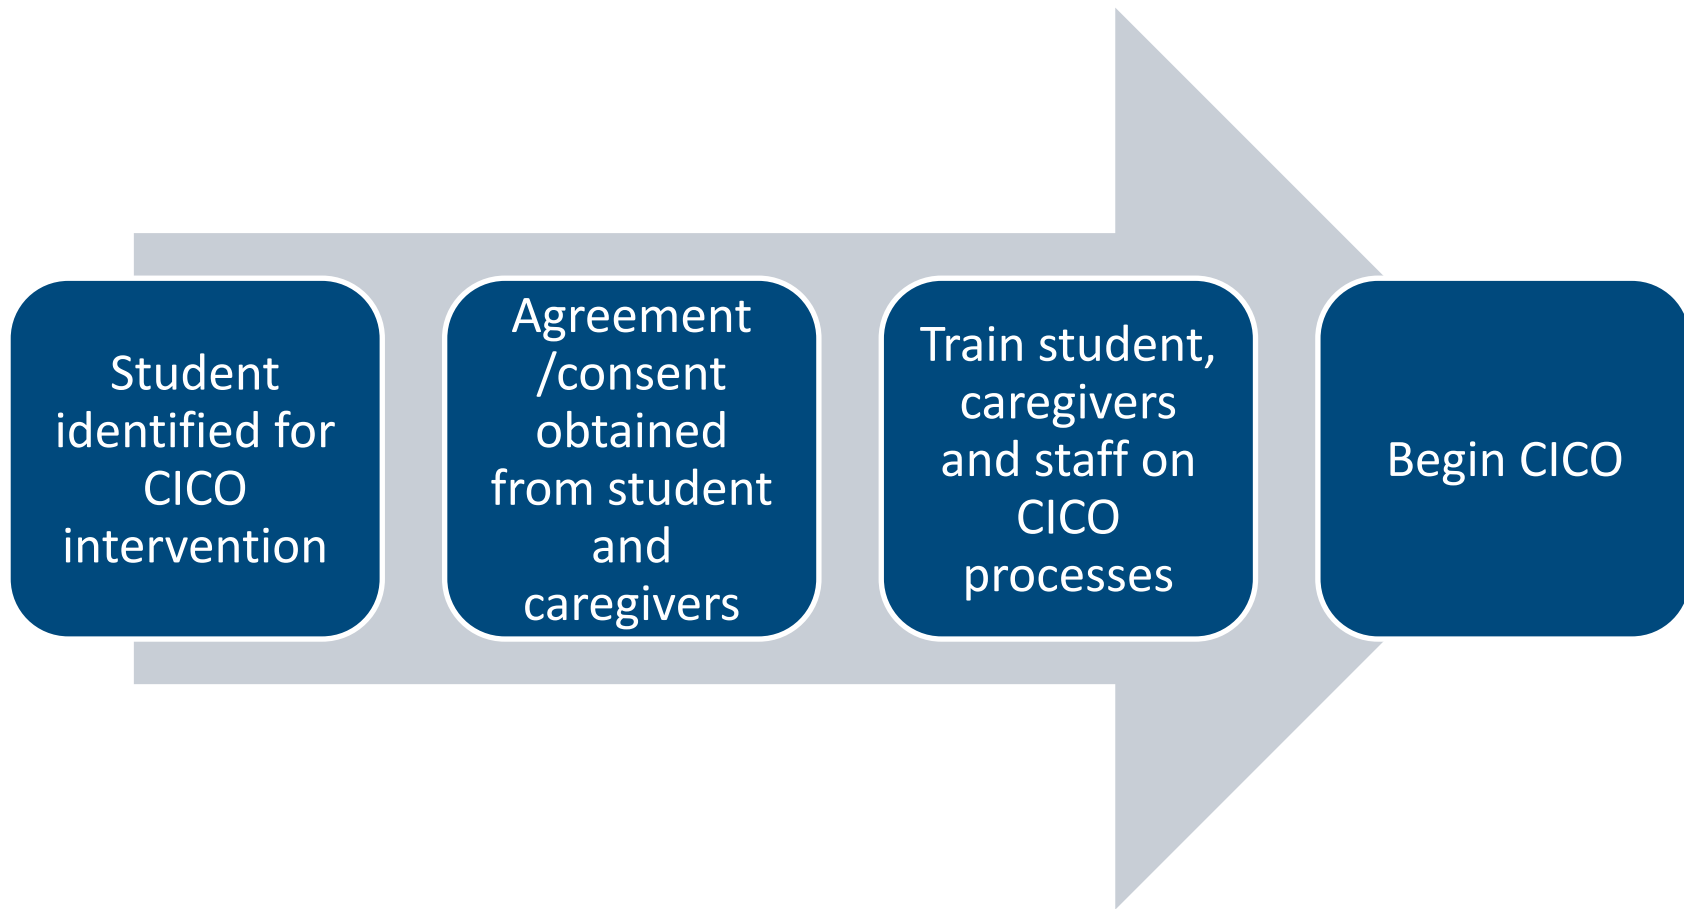 Student
identified for
CICO
intervention
Agreement
/consent
obtained
from student
and
caregivers
Train student,
caregivers
and staff on
CICO
processes
Begin CICO